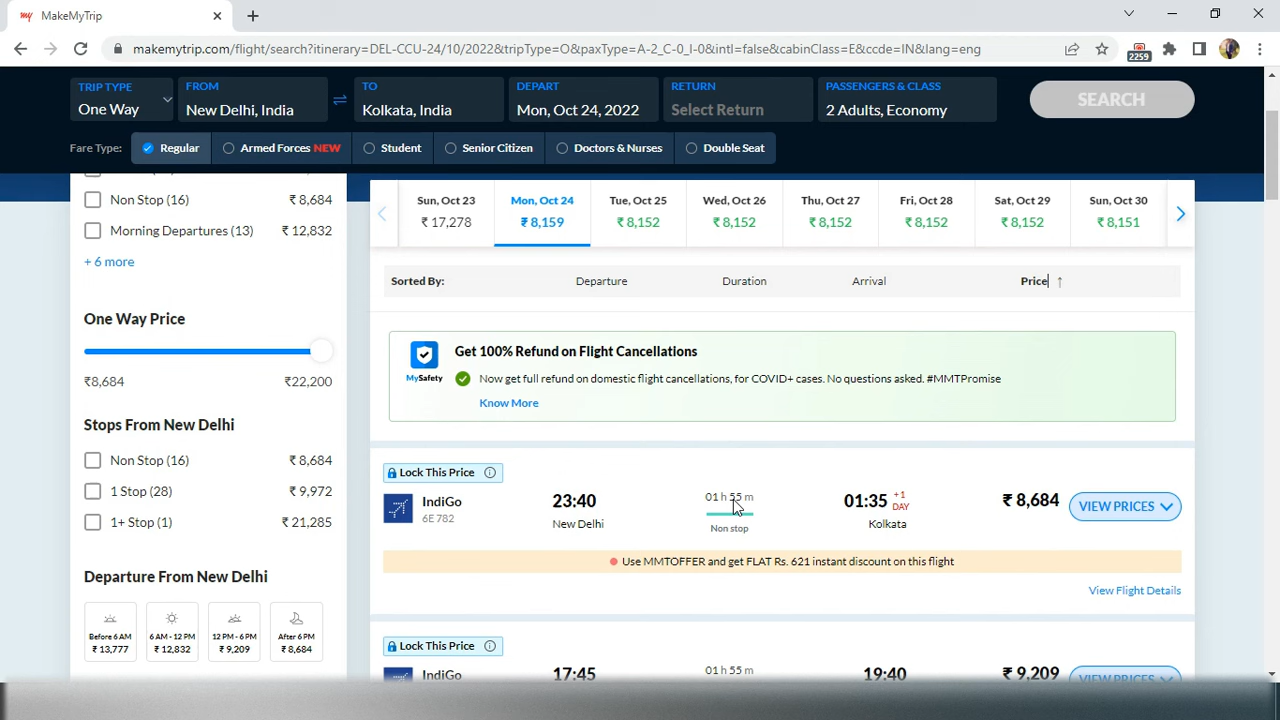 my MakeMyTrip
makemytrip.com/flight/search?itinerary=DEL-CCU-24/10/2022&tripType=O&paxType=A-2_C-0_I-0&intl=false&cabinClass=E&ccde=IN&lang=eng
2259
TRIP TYPE FROM TO DEPART RETURN PASSENGERS & CLASS
One Way New Delhi, India Kolkata, India Mon, Oct 24, 2022 Select Return 2 Adults, Economy SEARCH
Fare Type: Regular Armed Forces NEW Student Senior Citizen Doctors & Nurses Double Seat
Non Stop (16) ₹ 8,684
Morning Departures (13) ₹ 12,832
+ 6 more
One Way Price
₹8,684 ₹22,200
Stops From New Delhi
Non Stop (16) ₹ 8,684
1 Stop (28) ₹ 9,972
1+ Stop (1) ₹ 21,285
Departure From New Delhi
Before 6 AM 6 AM - 12 PM 12 PM - 6 PM After 6 PM
₹ 13,777 ₹ 12,832 ₹ 9,209 ₹ 8,684
Sun, Oct 23 Mon, Oct 24 Tue, Oct 25 Wed, Oct 26 Thu, Oct 27 Fri, Oct 28 Sat, Oct 29 Sun, Oct 30
₹ 17,278 ₹ 8,159 ₹ 8,152 ₹ 8,152 ₹ 8,152 ₹ 8,152 ₹ 8,152 ₹ 8,151
Sorted By: Departure Duration Arrival Price ↑
Get 100% Refund on Flight Cancellations
MySafety Now get full refund on domestic flight cancellations, for COVID+ cases. No questions asked. #MMTPromise
Know More
Lock This Price
IndiGo 23:40 01 h 55 m 01:35 +1 DAY ₹ 8,684 VIEW PRICES
6E 782 New Delhi Non stop Kolkata
Use MMTOFFER and get FLAT Rs. 621 instant discount on this flight
View Flight Details
Lock This Price
IndiGo 17:45 01 h 55 m 19:40 ₹ 9,209 VIEW PRICES